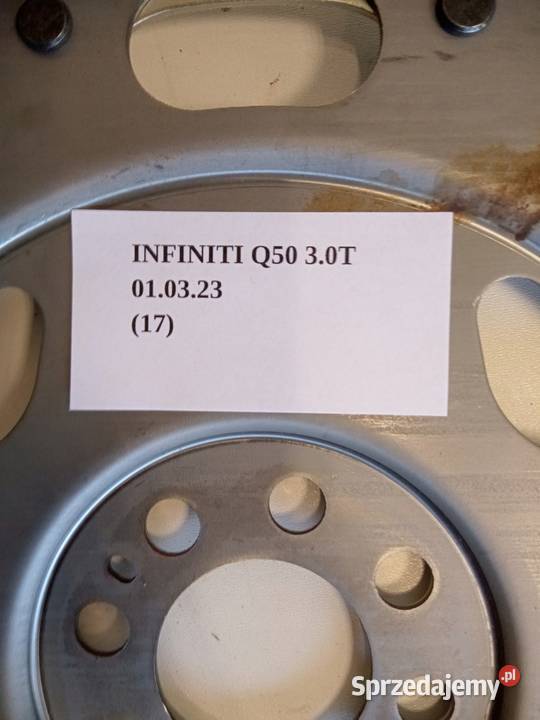 INFINITI Q50 3.0T
01.03.23
(17)
Sprzedajemy.pl